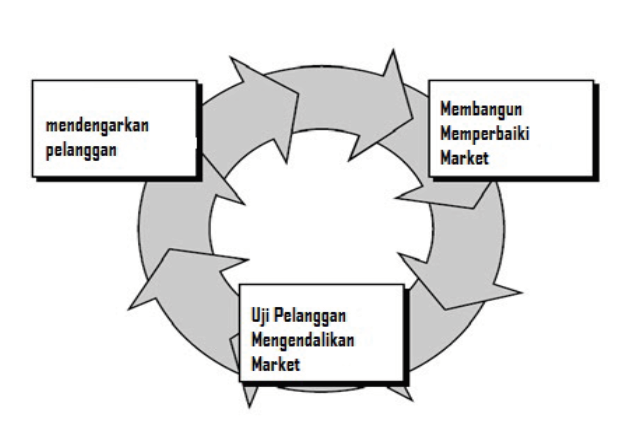 mendengarkan
pelanggan
Membangun
Memperbaiki
Market
Uji Pelanggan
Mengendalikan
Market